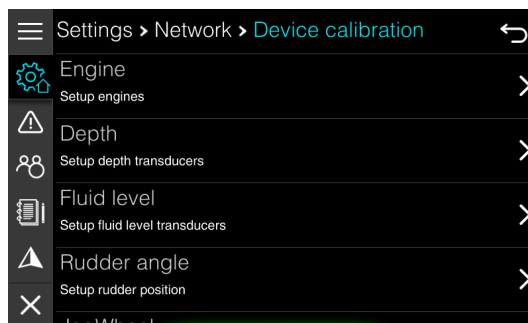 Settings > Network > Device calibration
Engine
Setup engines
Depth
Setup depth transducers
Fluid level
Setup fluid level transducers
Rudder angle
Setup rudder position